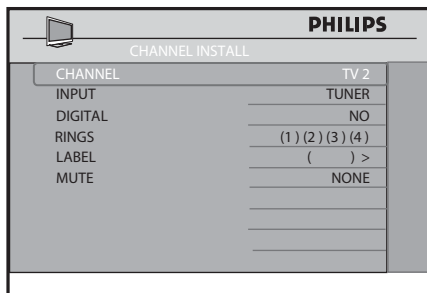 PHILIPS
CHANNEL INSTALL
CHANNEL TV 2
INPUT TUNER
DIGITAL NO
RINGS (1)(2)(3)(4)
LABEL ( ) >
MUTE NONE